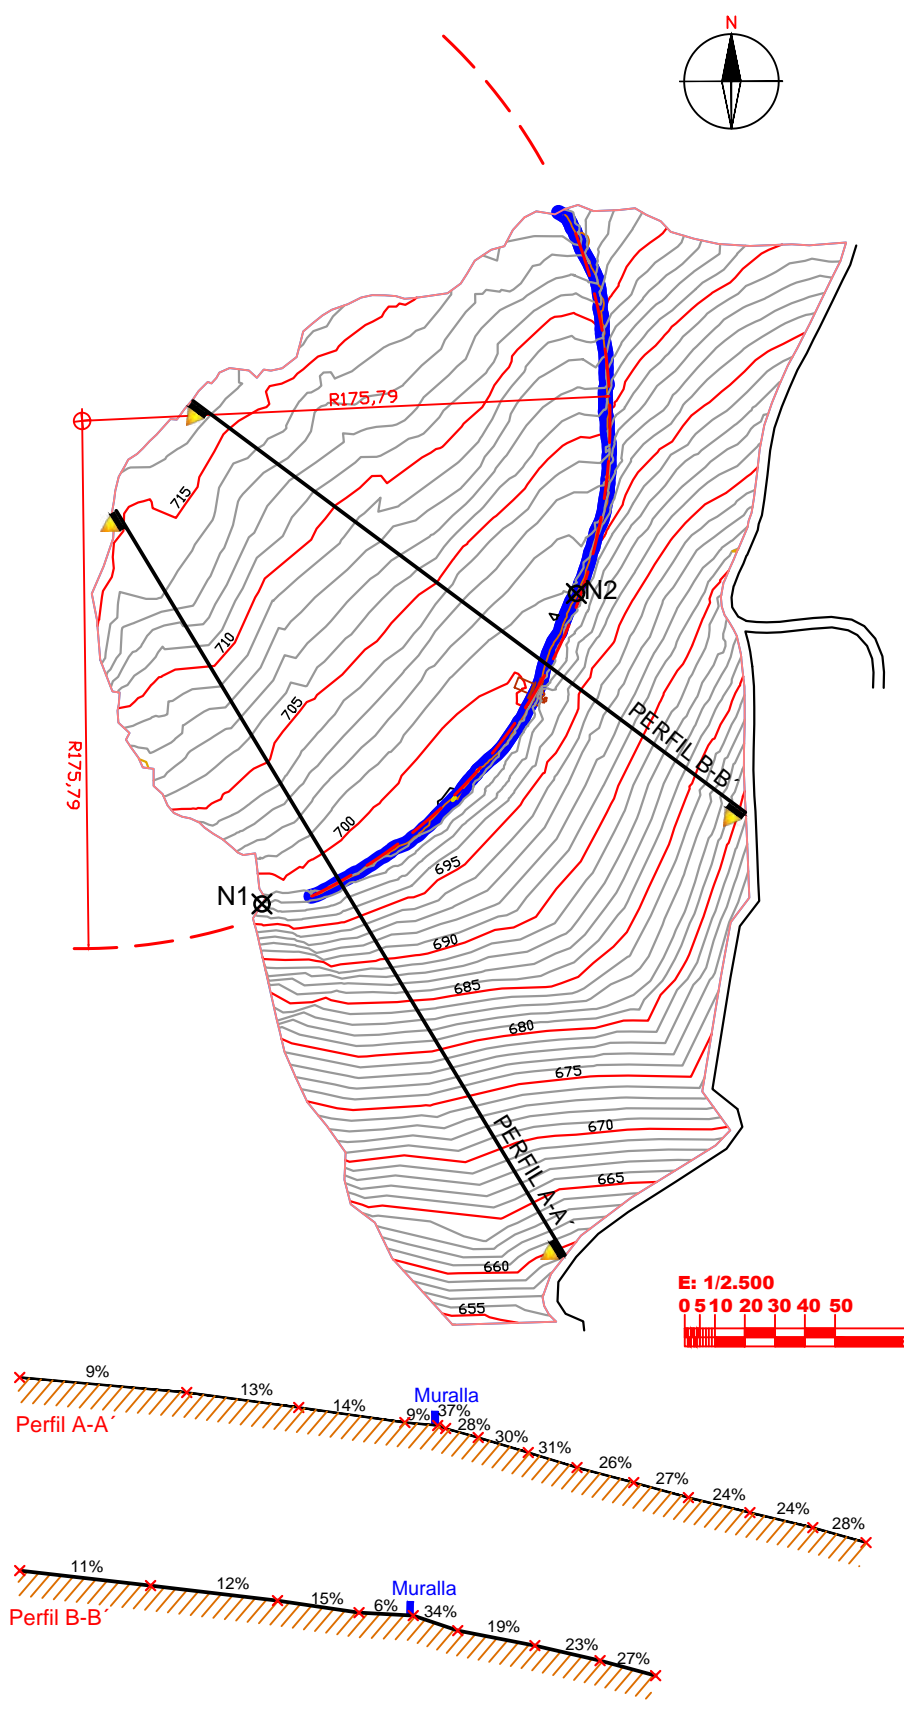 N
R175,79
715
N2
710
705
PERFIL B-B´
R175,79
700
695
N1
690
685
680
675
PERFIL A-A´
670
665
660
655
E: 1/2.500
0 5 10 20 30 40 50
9%
13%
14%
9%
Muralla
37%
28%
30%
31%
26%
27%
24%
24%
28%
Perfil A-A´
11%
12%
15%
6%
Muralla
34%
19%
23%
27%
Perfil B-B´